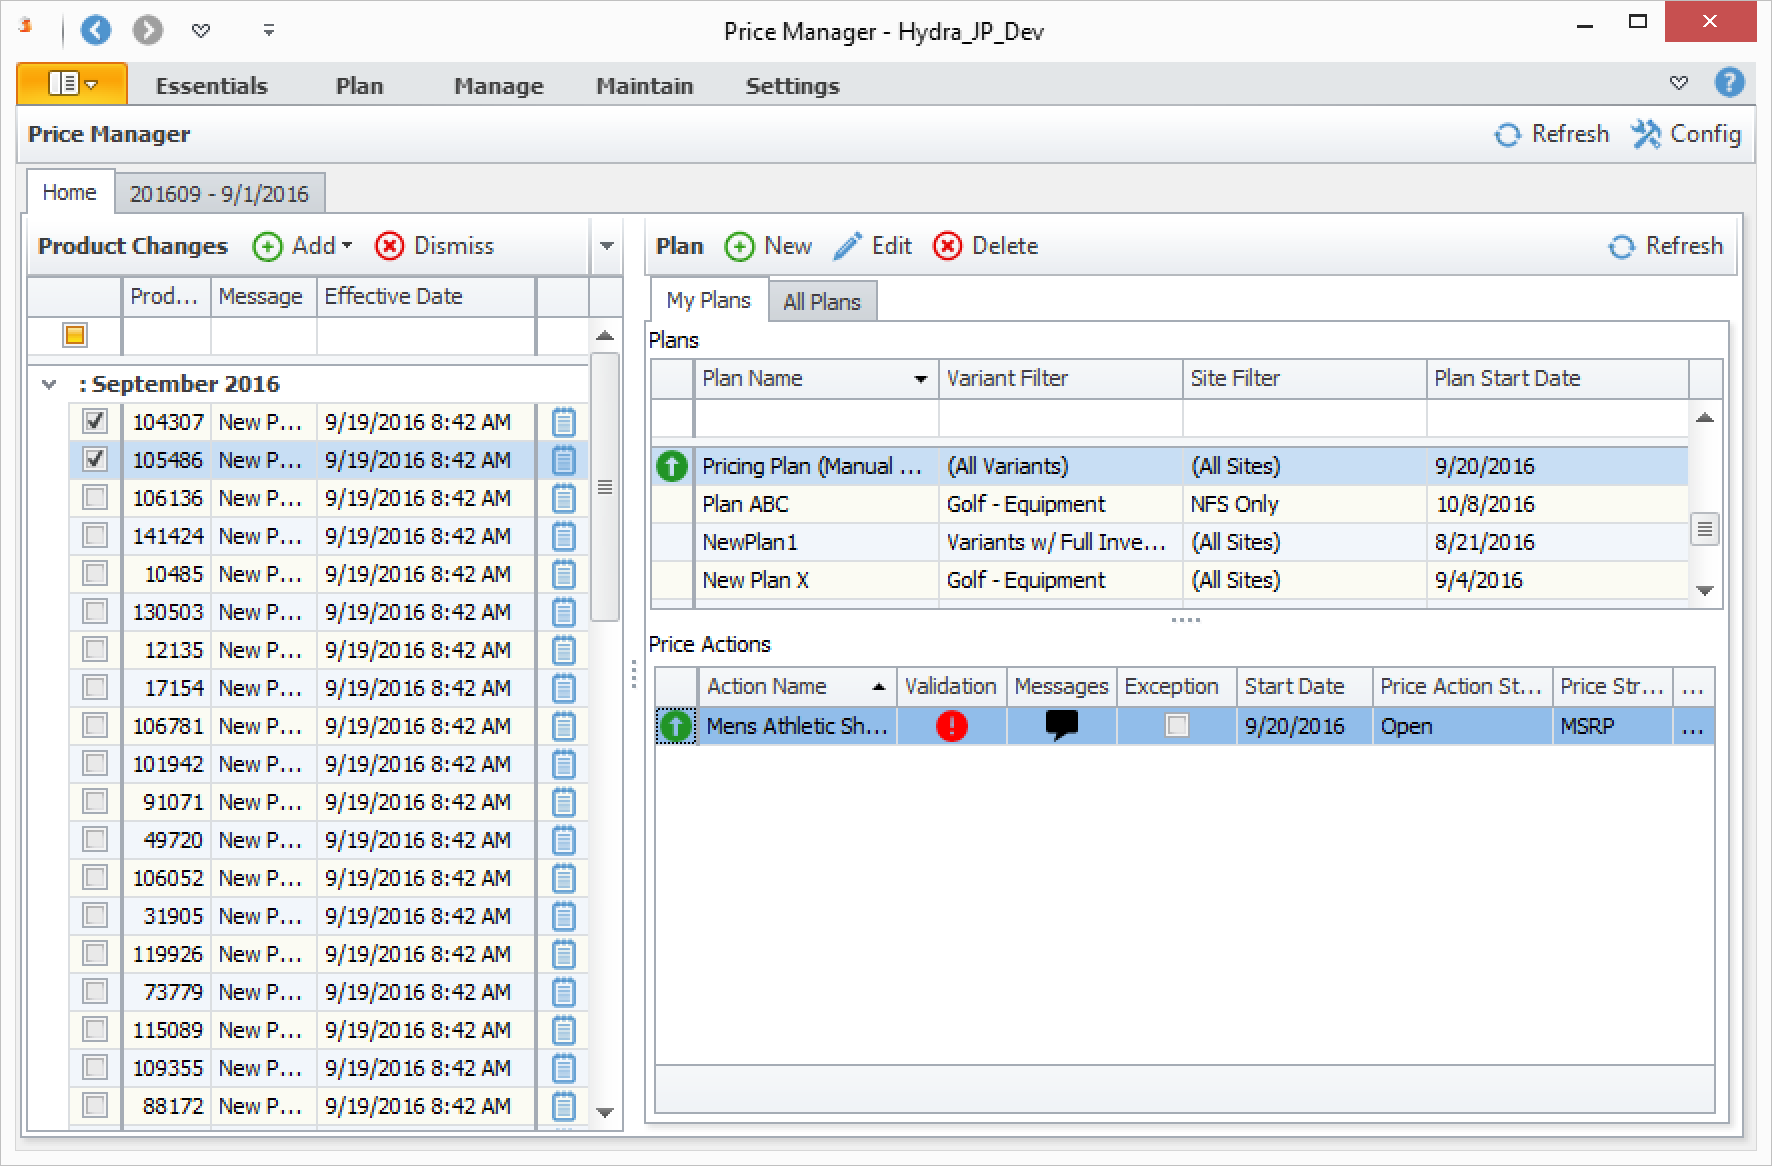 Price Manager - Hydra_JP_Dev
Essentials Plan Manage Maintain Settings
Price Manager Refresh Config
Home 201609 - 9/1/2016
Product Changes Add Dismiss
Prod... Message Effective Date
: September 2016
104307 New P... 9/19/2016 8:42 AM
105486 New P... 9/19/2016 8:42 AM
106136 New P... 9/19/2016 8:42 AM
141424 New P... 9/19/2016 8:42 AM
10485 New P... 9/19/2016 8:42 AM
130503 New P... 9/19/2016 8:42 AM
12135 New P... 9/19/2016 8:42 AM
17154 New P... 9/19/2016 8:42 AM
106781 New P... 9/19/2016 8:42 AM
101942 New P... 9/19/2016 8:42 AM
91071 New P... 9/19/2016 8:42 AM
49720 New P... 9/19/2016 8:42 AM
106052 New P... 9/19/2016 8:42 AM
31905 New P... 9/19/2016 8:42 AM
119926 New P... 9/19/2016 8:42 AM
73779 New P... 9/19/2016 8:42 AM
115089 New P... 9/19/2016 8:42 AM
109355 New P... 9/19/2016 8:42 AM
88172 New P... 9/19/2016 8:42 AM
Plan New Edit Delete Refresh
My Plans All Plans
Plans
Plan Name Variant Filter Site Filter Plan Start Date
Pricing Plan (Manual ... (All Variants) (All Sites) 9/20/2016
Plan ABC Golf - Equipment NFS Only 10/8/2016
NewPlan1 Variants w/ Full Inve... (All Sites) 8/21/2016
New Plan X Golf - Equipment (All Sites) 9/4/2016
Price Actions
Action Name Validation Messages Exception Start Date Price Action St... Price Str... ...
Mens Athletic Sh... 9/20/2016 Open MSRP ...